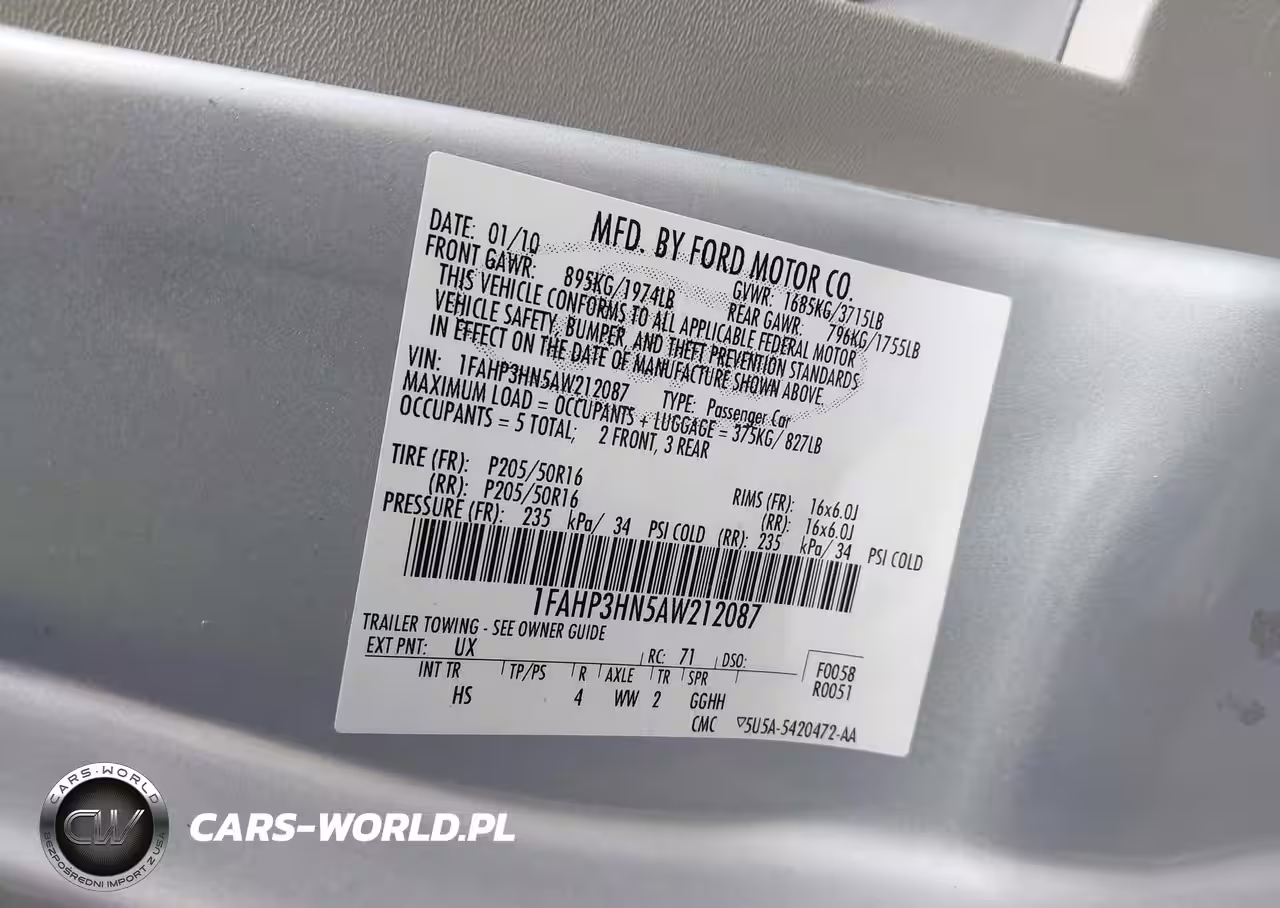 MFD. BY FORD MOTOR CO.
DATE: 01/10 GVWR: 1685KG/3715LB
FRONT GAWR: 895KG/1974LB REAR GAWR: 796KG/1755LB
THIS VEHICLE CONFORMS TO ALL APPLICABLE FEDERAL MOTOR
VEHICLE SAFETY, BUMPER, AND THEFT PREVENTION STANDARDS
IN EFFECT ON THE DATE OF MANUFACTURE SHOWN ABOVE.
VIN: 1FAHP3HN5AW212087 TYPE: Passenger Car
MAXIMUM LOAD = OCCUPANTS + LUGGAGE = 375KG/ 827LB
OCCUPANTS = 5 TOTAL; 2 FRONT, 3 REAR
TIRE (FR): P205/50R16 RIMS (FR): 16x6.0J
(RR): P205/50R16 (RR): 16x6.0J
PRESSURE (FR): 235 kPa/ 34 PSI COLD (RR): 235 kPa/ 34 PSI COLD
1FAHP3HN5AW212087
TRAILER TOWING - SEE OWNER GUIDE
EXT PNT: UX RC: 71 DSO: F0058
INT TR TP/PS R AXLE TR SPR R0051
HS 4 WW 2 GGHH
CMC ▽5U5A-5420472-AA
CARS-WORLD
CW
BEZPOŚREDNI IMPORT Z USA
CARS-WORLD.PL